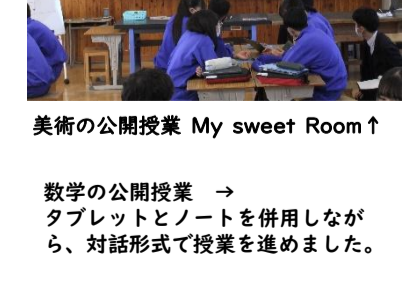 美術の公開授業 My sweet Room↑
数学の公開授業　→
タブレットとノートを併用しなが
ら、対話形式で授業を進めました。